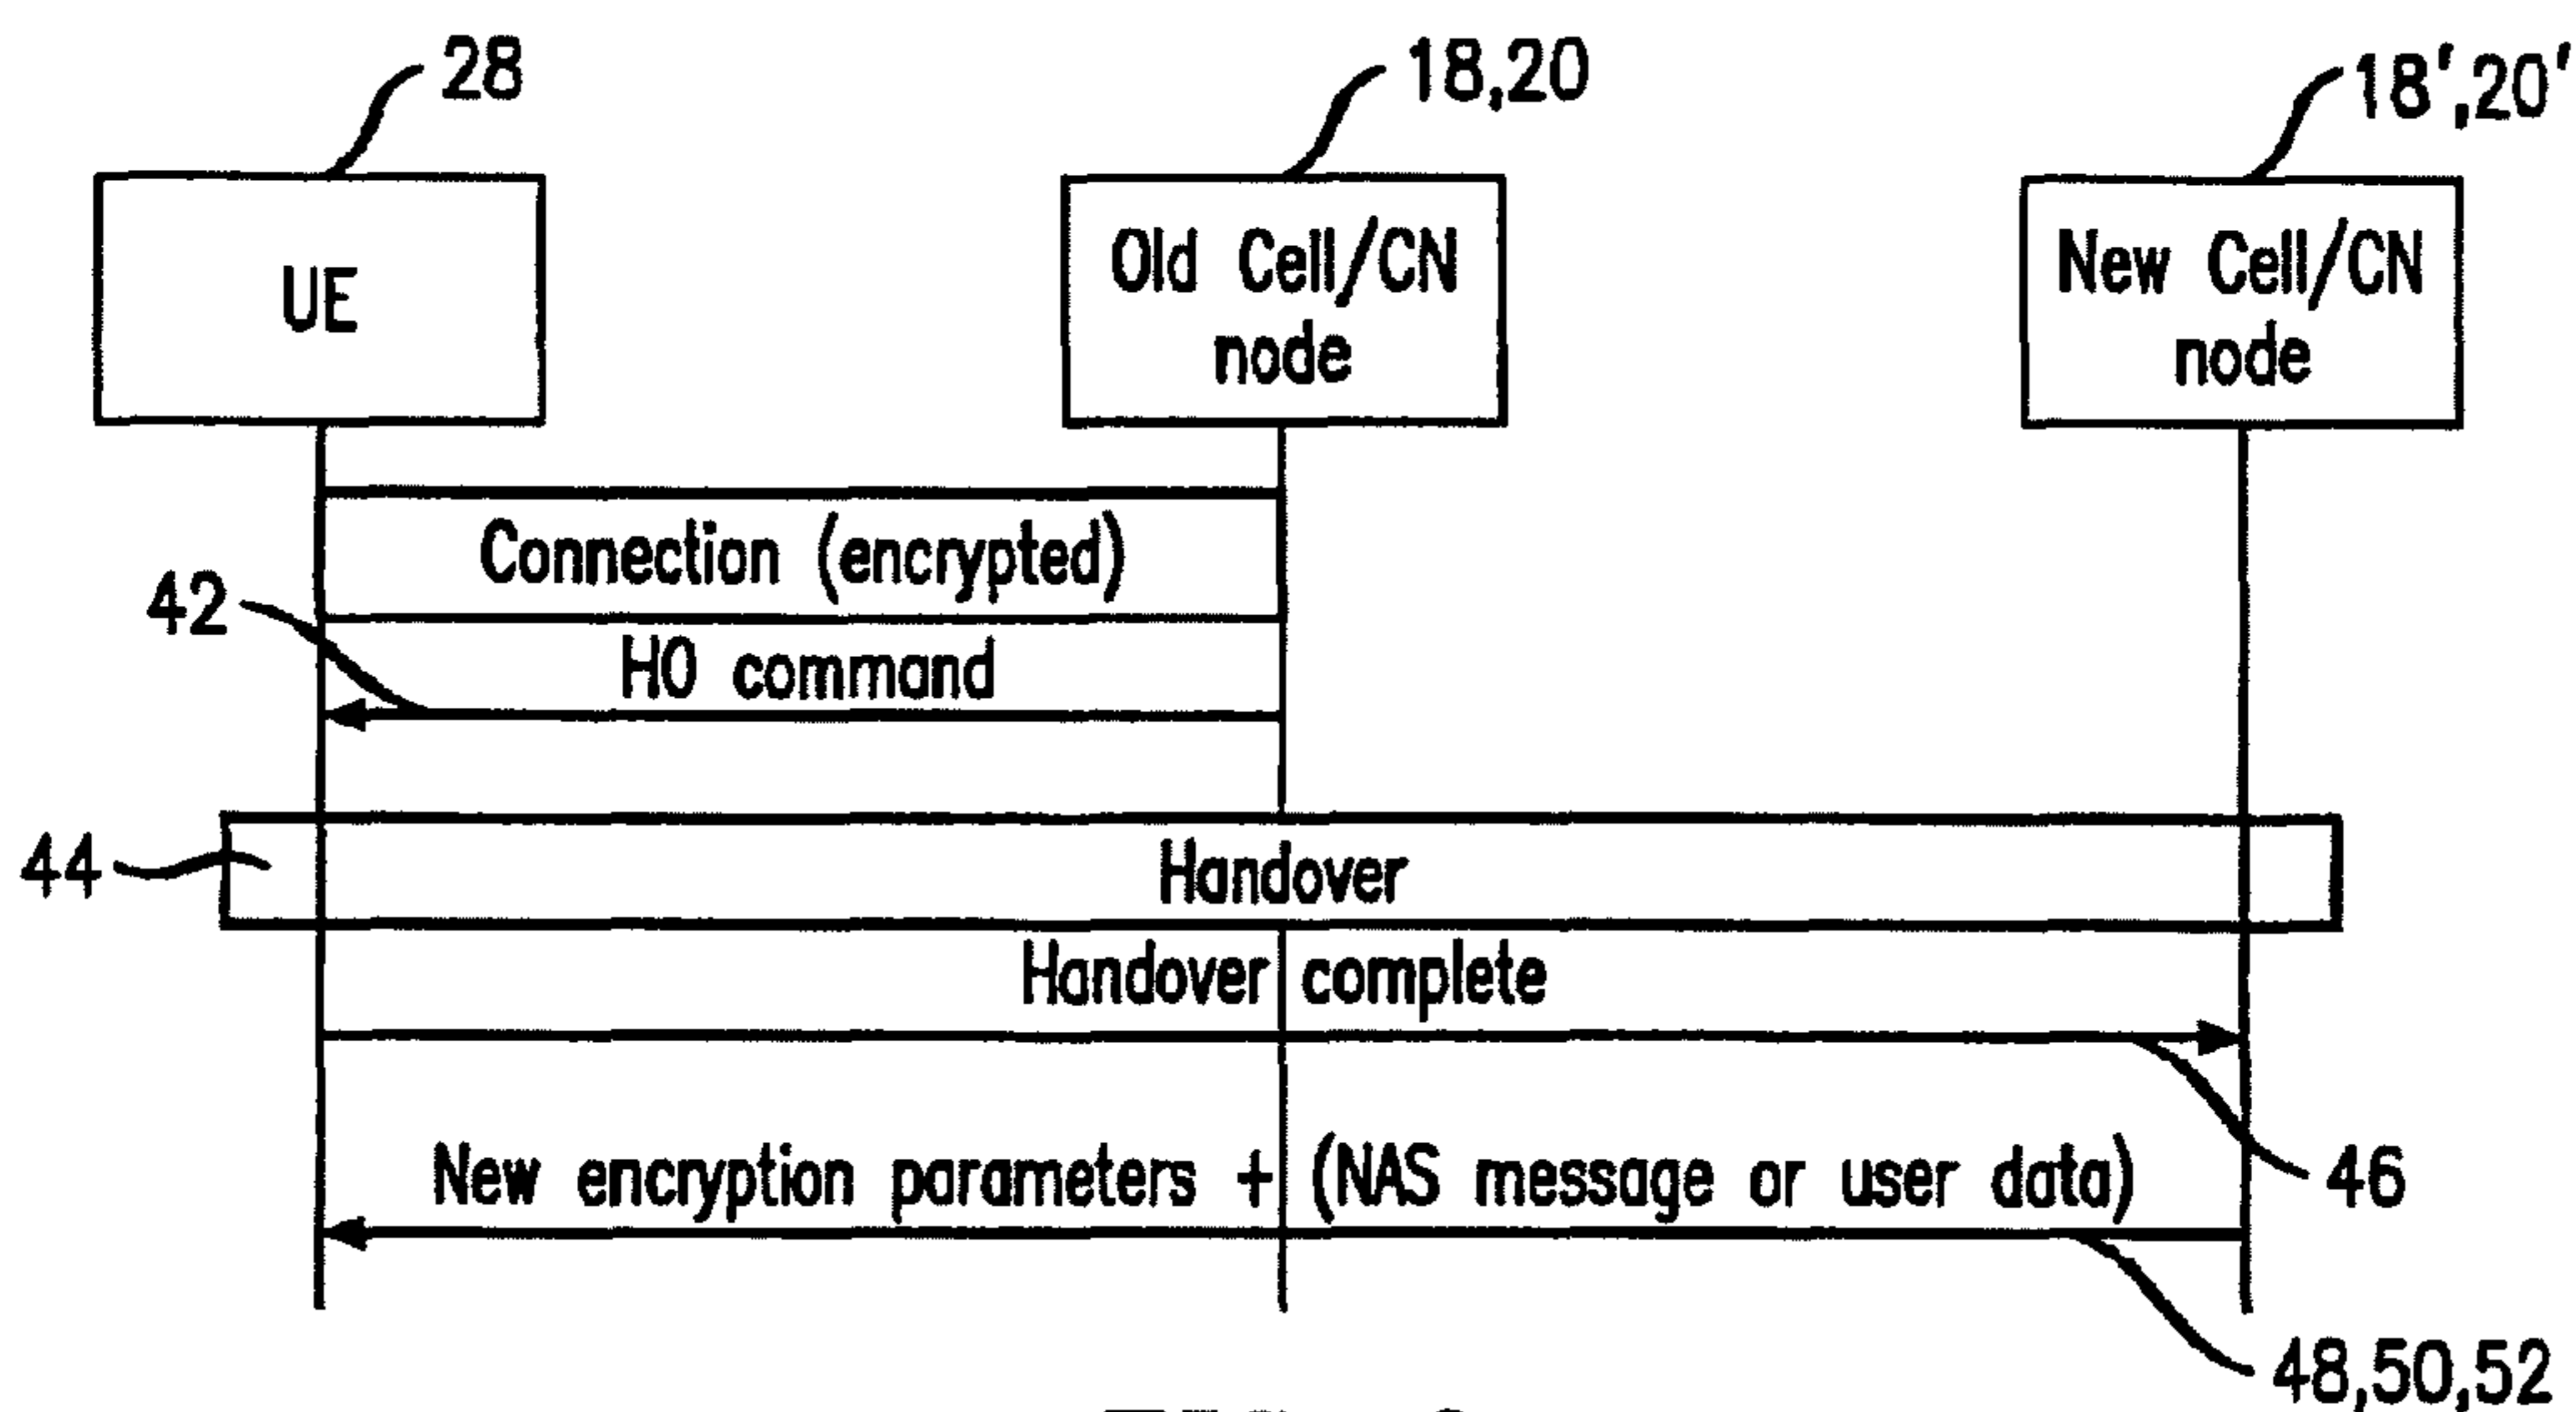 28
18,20
18',20'
UE
Old Cell/CN
node
New Cell/CN
node
Connection (encrypted)
42
HO command
44
Handover
Handover complete
46
New encryption parameters + (NAS message or user data)
48,50,52